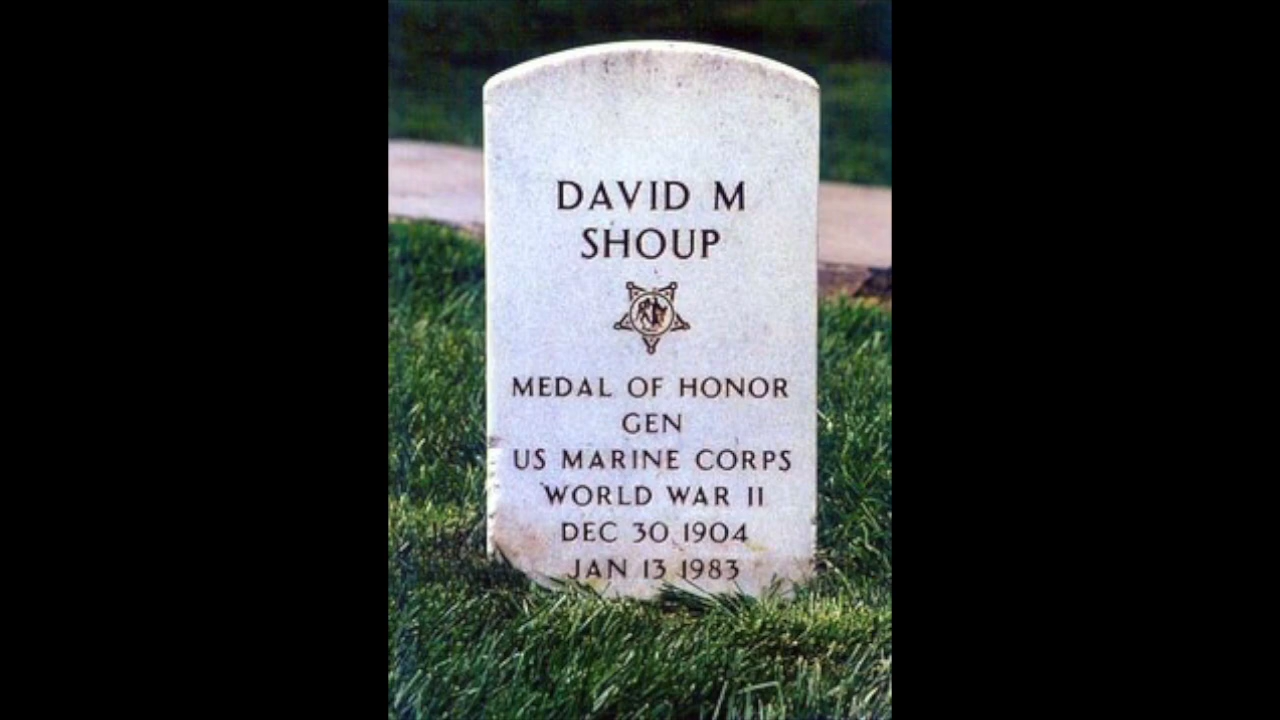 DAVID M
SHOUP
MEDAL OF HONOR
GEN
US MARINE CORPS
WORLD WAR II
DEC 30 1904
JAN 13 1983